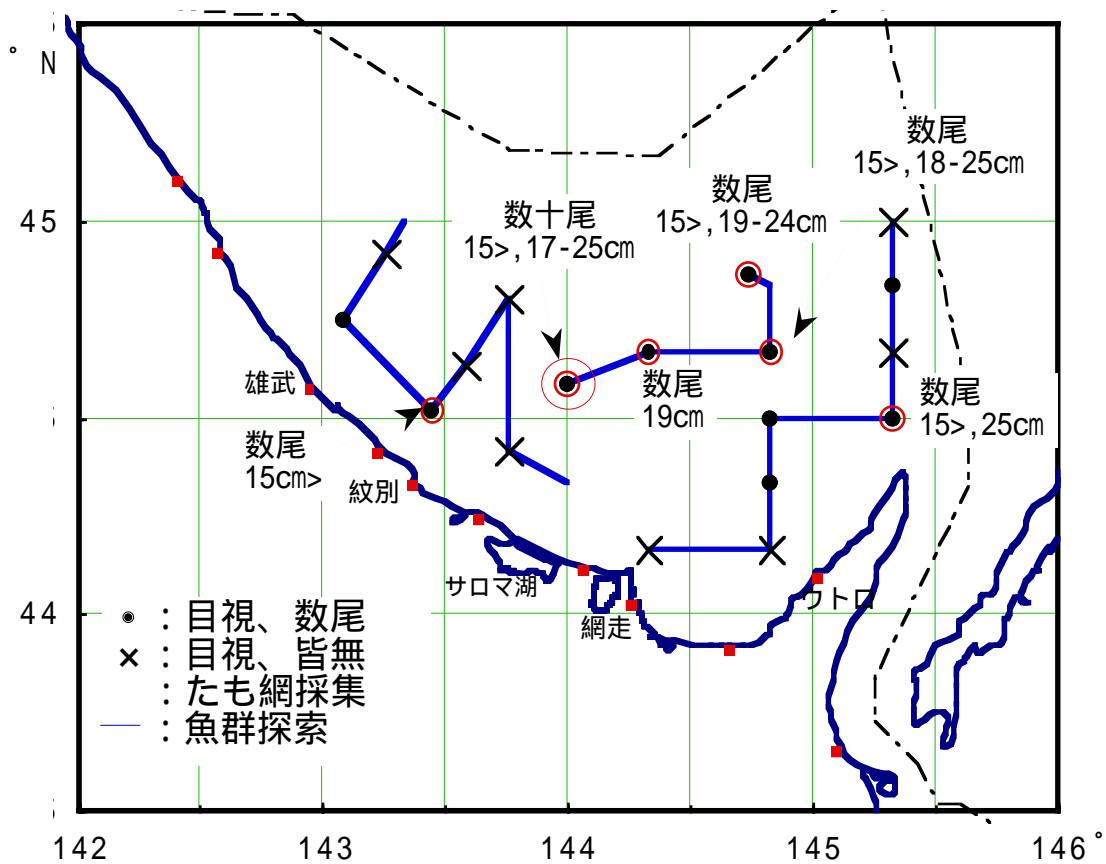 ° N
数尾
15>,18-25cm
数尾
15>,19-24cm
数十尾
15>,17-25cm
45
雄武
数尾
19cm
数尾
15>,25cm
数尾
15cm>
紋別
サロマ湖
ウトロ
網走
44
● : 目視、数尾
× : 目視、皆無
: たも網採集
― : 魚群探索
142 143 144 145 146°